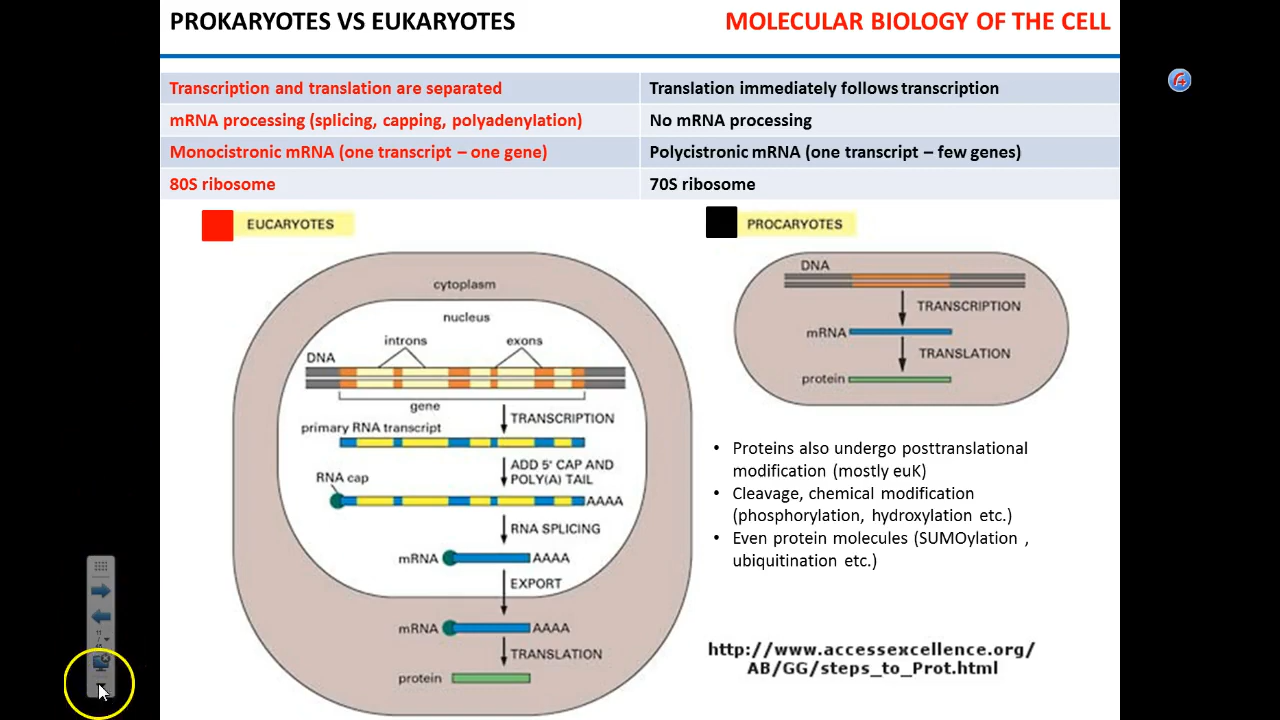 PROKARYOTES VS EUKARYOTES
MOLECULAR BIOLOGY OF THE CELL
Transcription and translation are separated
Translation immediately follows transcription
mRNA processing (splicing, capping, polyadenylation)
No mRNA processing
Monocistronic mRNA (one transcript – one gene)
Polycistronic mRNA (one transcript – few genes)
80S ribosome
70S ribosome
EUCARYOTES
cytoplasm
nucleus
introns
exons
DNA
gene
TRANSCRIPTION
primary RNA transcript
ADD 5' CAP AND
POLY(A) TAIL
RNA cap
AAAA
RNA SPLICING
mRNA
AAAA
EXPORT
mRNA
AAAA
TRANSLATION
protein
PROCARYOTES
DNA
TRANSCRIPTION
mRNA
TRANSLATION
protein
• Proteins also undergo posttranslational
modification (mostly euK)
• Cleavage, chemical modification
(phosphorylation, hydroxylation etc.)
• Even protein molecules (SUMOylation ,
ubiquitination etc.)
http://www.accessexcellence.org/
AB/GG/steps_to_Prot.html
11